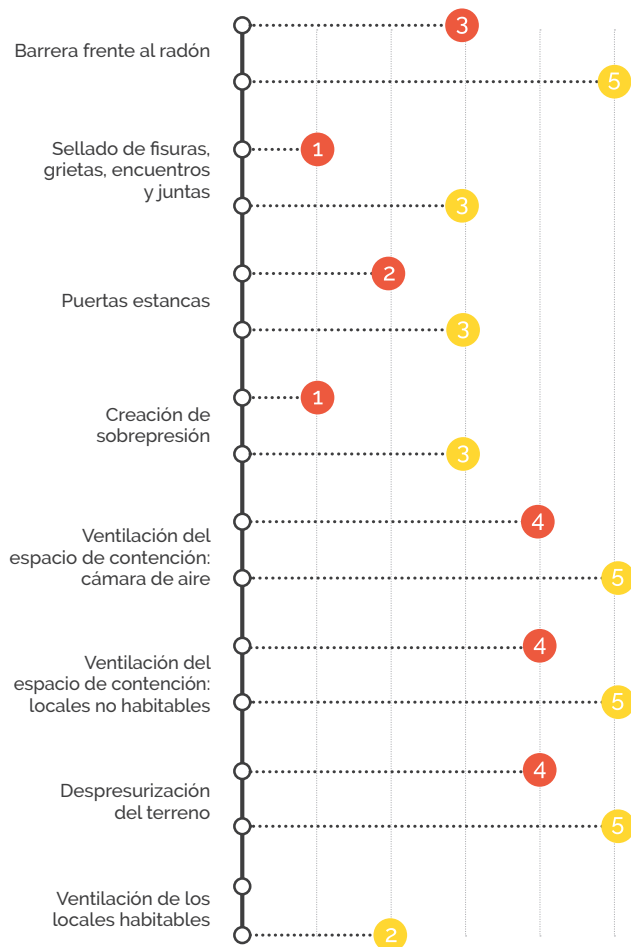 3
Barrera frente al radón
5
Sellado de fisuras,
1
grietas, encuentros
y juntas
3
2
Puertas estancas
3
1
Creación de
sobrepresión
3
Ventilación del
4
espacio de contención:
cámara de aire
5
Ventilación del
4
espacio de contención:
locales no habitables
5
4
Despresurización
del terreno
5
Ventilación de los
locales habitables
2